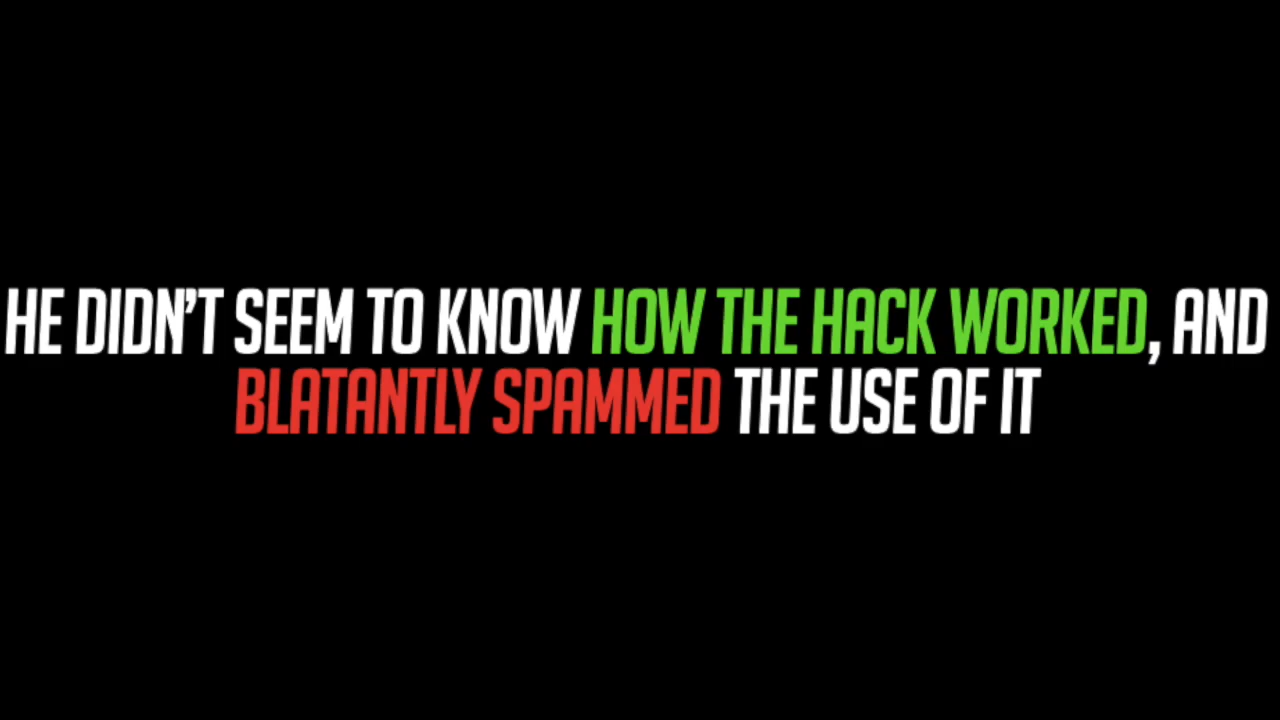 HE DIDN’T SEEM TO KNOW HOW THE HACK WORKED, AND
BLATANTLY SPAMMED THE USE OF IT